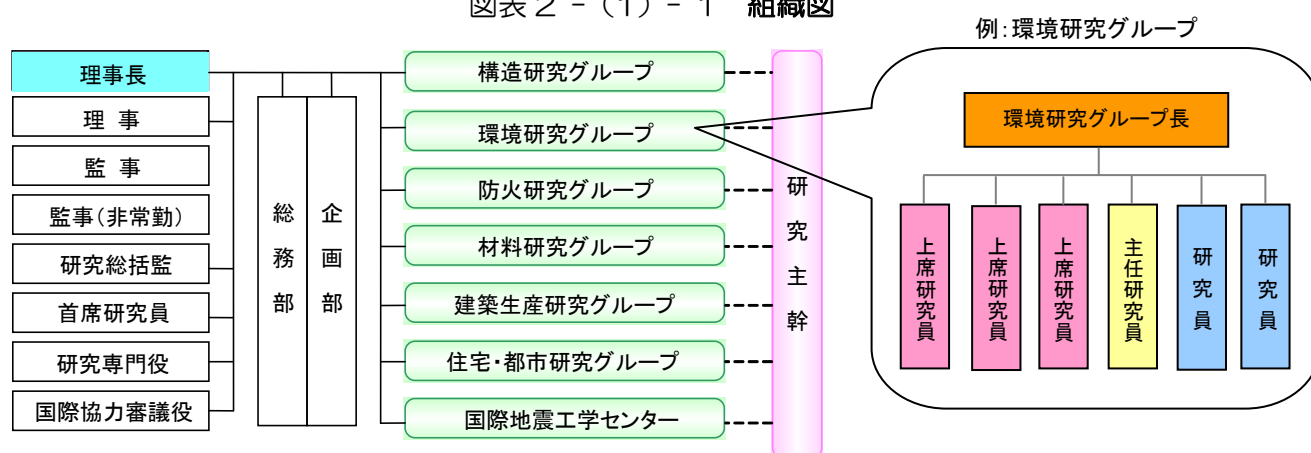 図表２－（1）－１　組織図
例：環境研究グループ
理事長
理 事
監 事
監事（非常勤）
研究総括監
首席研究員
研究専門役
国際協力審議役
総務部
企画部
構造研究グループ
環境研究グループ
防火研究グループ
材料研究グループ
建築生産研究グループ
住宅・都市研究グループ
国際地震工学センター
研究主幹
環境研究グループ長
上席研究員
上席研究員
上席研究員
主任研究員
研究員
研究員